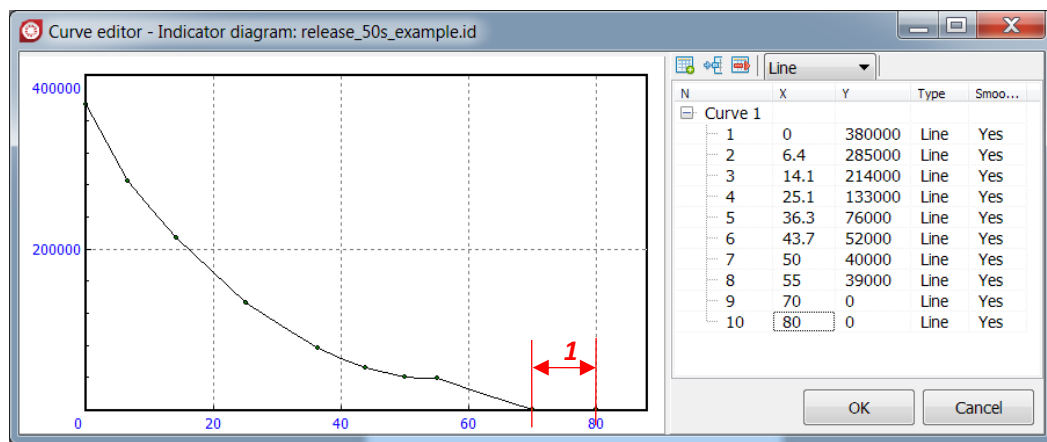 Curve editor - Indicator diagram: release_50s_example.id
Line
400000
200000
0 20 40 60 80
1
N X Y Type Smoo...
Curve 1
1 0 380000 Line Yes
2 6.4 285000 Line Yes
3 14.1 214000 Line Yes
4 25.1 133000 Line Yes
5 36.3 76000 Line Yes
6 43.7 52000 Line Yes
7 50 40000 Line Yes
8 55 39000 Line Yes
9 70 0 Line Yes
10 80 0 Line Yes
OK Cancel